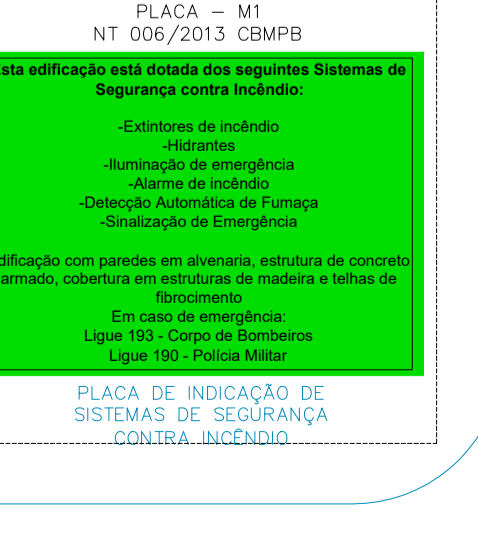 PLACA – M1
NT 006/2013 CBMPB
sta edificação está dotada dos seguintes Sistemas de
Segurança contra Incêndio:
-Extintores de incêndio
-Hidrantes
-Iluminação de emergência
-Alarme de incêndio
-Detecção Automática de Fumaça
-Sinalização de Emergência
dificação com paredes em alvenaria, estrutura de concreto
armado, cobertura em estruturas de madeira e telhas de
fibrocimento
Em caso de emergência:
Ligue 193 - Corpo de Bombeiros
Ligue 190 - Polícia Militar
PLACA DE INDICAÇÃO DE
SISTEMAS DE SEGURANÇA
CONTRA INCÊNDIO